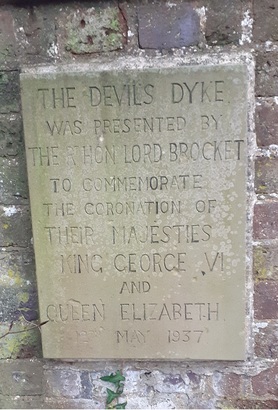 THE DEVILS DYKE
WAS PRESENTED BY
THE RT HON LORD BROCKET
TO COMMEMORATE
THE CORONATION OF
THEIR MAJESTIES
KING GEORGE VI
AND
QUEEN ELIZABETH
MAY 1937